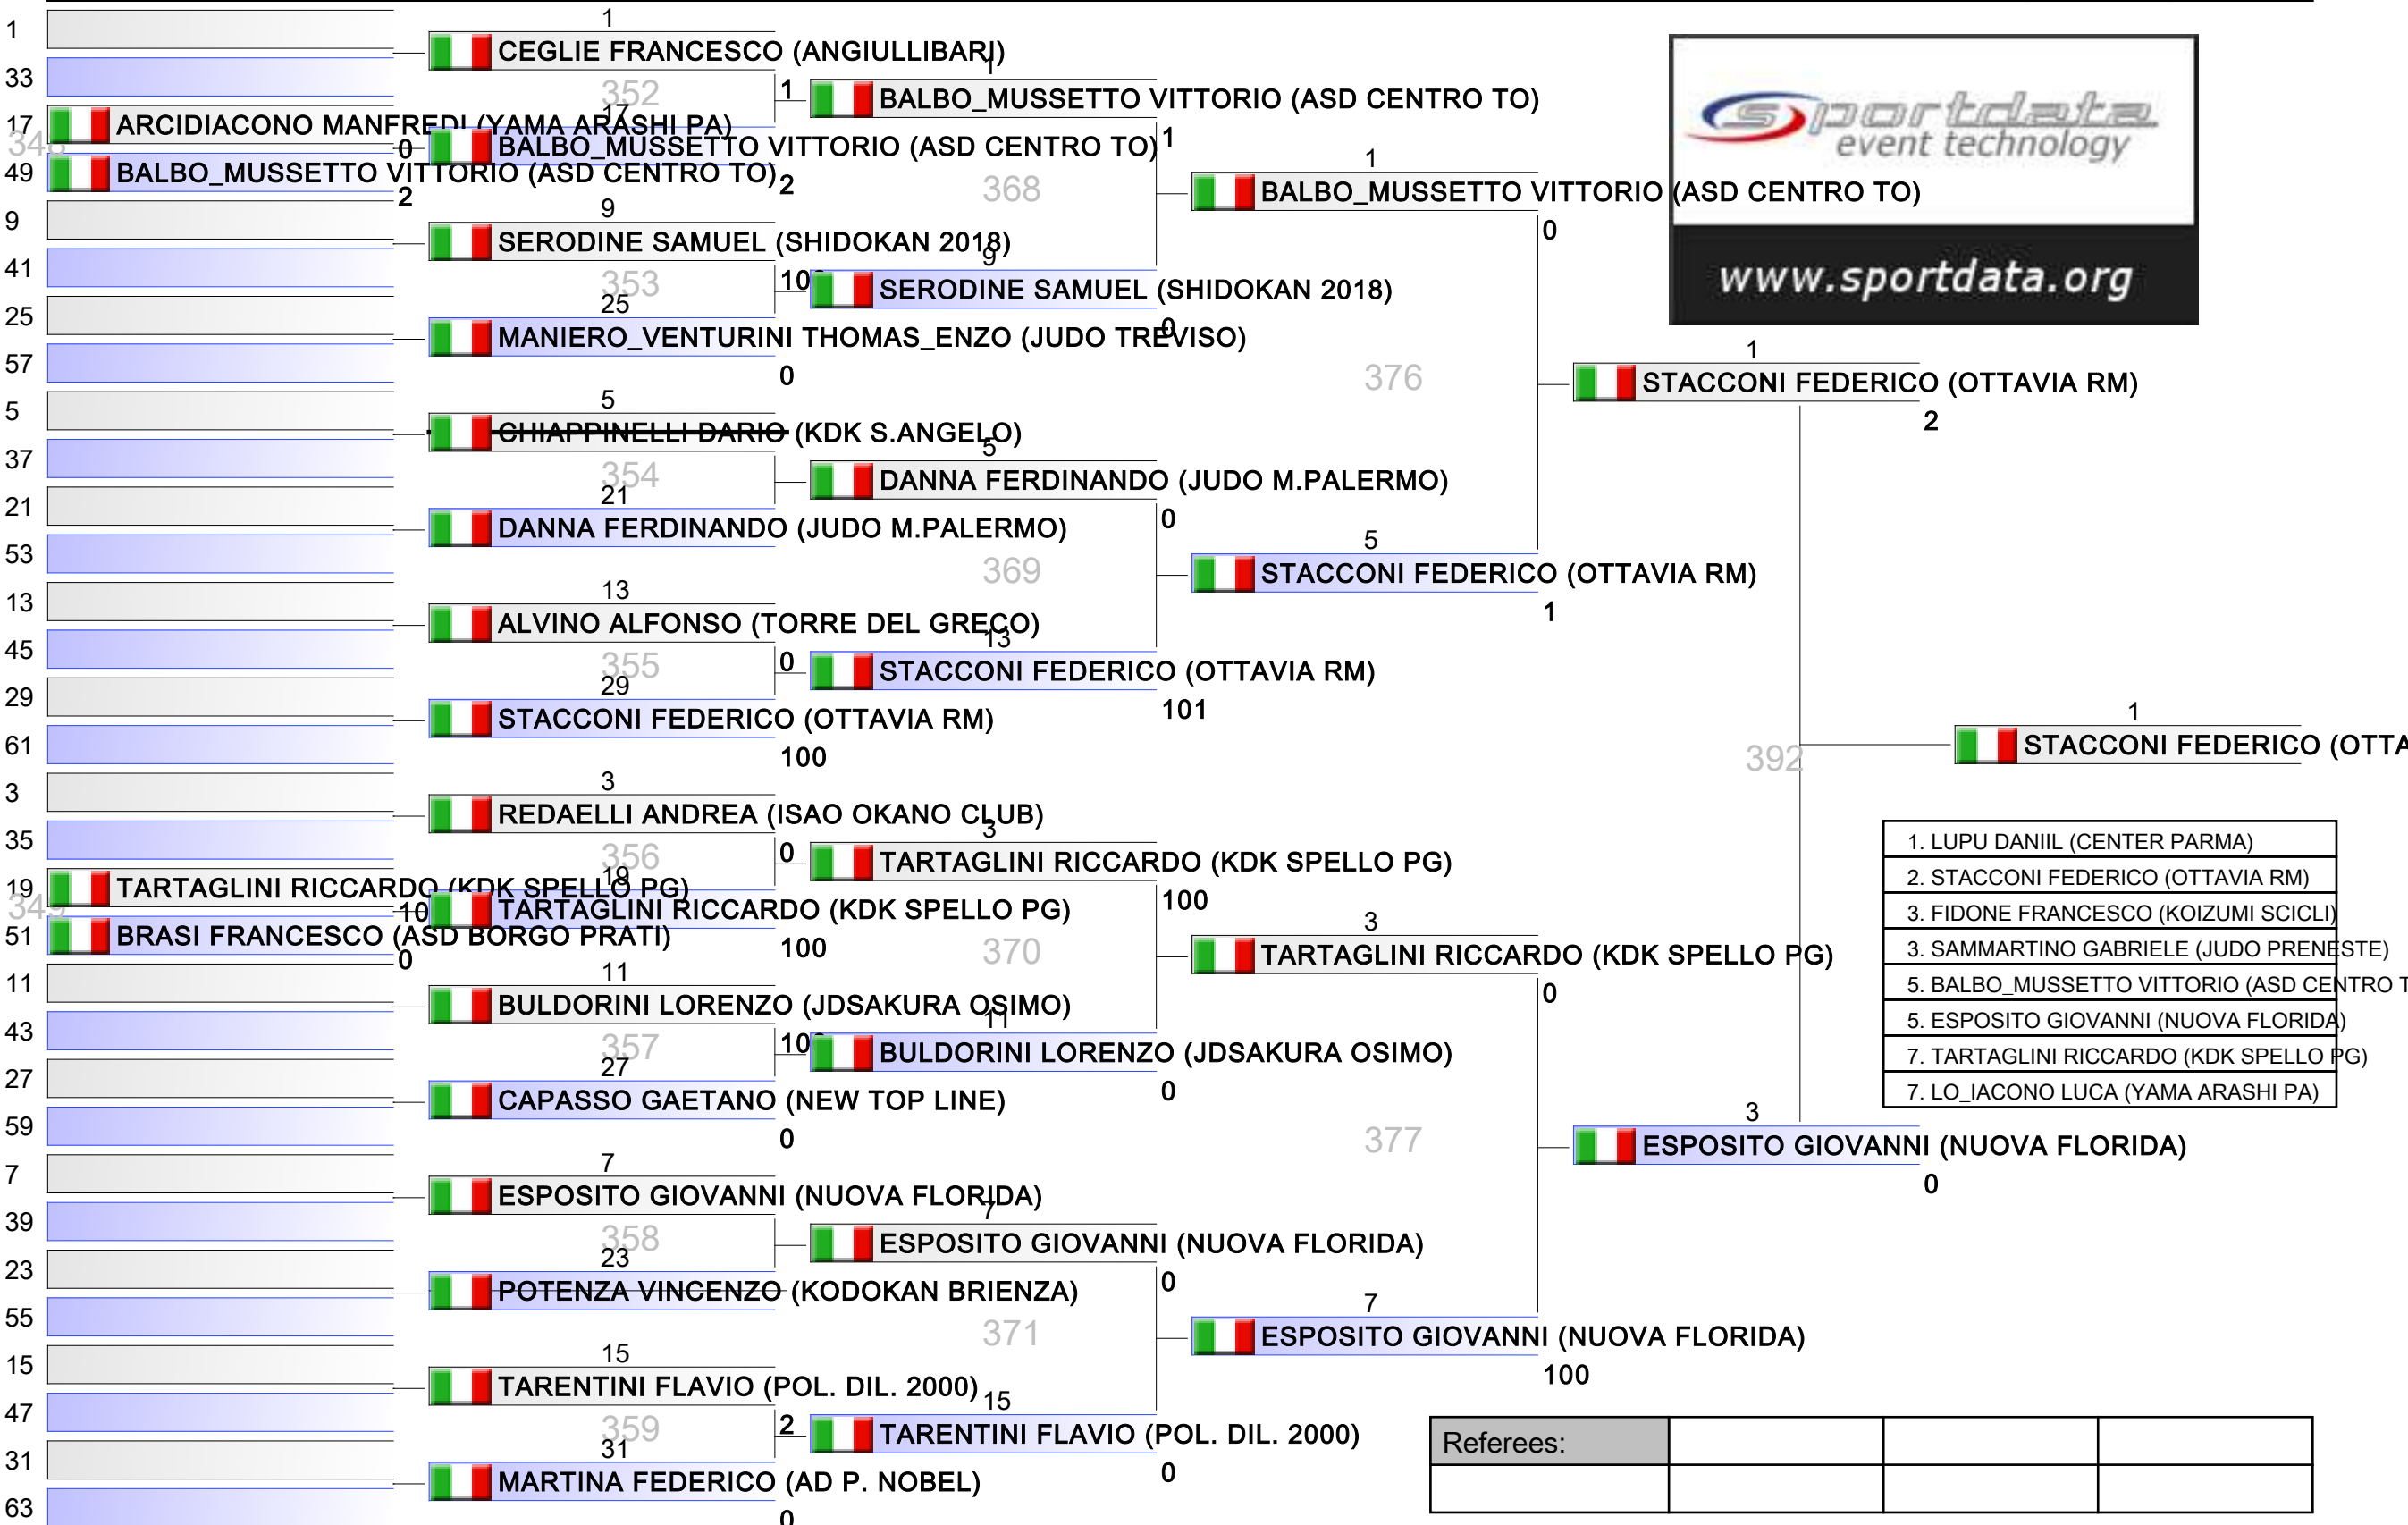 1
33
17
348
49
9
41
25
57
5
37
21
53
13
45
29
61
3
35
19
349
51
11
43
27
59
7
39
23
55
15
47
31
63
ARCIDIACONO MANFREDI (YAMA ARASHI PA)
0
BALBO_MUSSETTO VITTORIO (ASD CENTRO TO)
2
TARTAGLINI RICCARDO (KDK SPELLO PG)
BRASI FRANCESCO (ASD BORGO PRATI)
0
1
CEGLIE FRANCESCO (ANGIULLIBARI)
1
352
17
BALBO_MUSSETTO VITTORIO (ASD CENTRO TO)
2
9
SERODINE SAMUEL (SHIDOKAN 2018)
353
25
MANIERO_VENTURINI THOMAS_ENZO (JUDO TREVISO)
0
5
CHIAPPINELLI DARIO (KDK S.ANGELO)
354
21
DANNA FERDINANDO (JUDO M.PALERMO)
13
ALVINO ALFONSO (TORRE DEL GRECO)
0
355
29
STACCONI FEDERICO (OTTAVIA RM)
100
3
REDAELLI ANDREA (ISAO OKANO CLUB)
0
356
19
TARTAGLINI RICCARDO (KDK SPELLO PG)
100
11
BULDORINI LORENZO (JDSAKURA OSIMO)
357
27
CAPASSO GAETANO (NEW TOP LINE)
0
7
ESPOSITO GIOVANNI (NUOVA FLORIDA)
358
23
POTENZA VINCENZO (KODOKAN BRIENZA)
15
TARENTINI FLAVIO (POL. DIL. 2000)
2
359
31
MARTINA FEDERICO (AD P. NOBEL)
0
1
BALBO_MUSSETTO VITTORIO (ASD CENTRO TO)
1
368
9
SERODINE SAMUEL (SHIDOKAN 2018)
0
5
DANNA FERDINANDO (JUDO M.PALERMO)
0
369
13
STACCONI FEDERICO (OTTAVIA RM)
101
3
TARTAGLINI RICCARDO (KDK SPELLO PG)
100
370
11
BULDORINI LORENZO (JDSAKURA OSIMO)
0
7
ESPOSITO GIOVANNI (NUOVA FLORIDA)
0
371
15
TARENTINI FLAVIO (POL. DIL. 2000)
0
1
BALBO_MUSSETTO VITTORIO (ASD CENTRO TO)
0
376
5
STACCONI FEDERICO (OTTAVIA RM)
1
3
TARTAGLINI RICCARDO (KDK SPELLO PG)
0
377
7
ESPOSITO GIOVANNI (NUOVA FLORIDA)
100
sportdata
event technology
www.sportdata.org
1
STACCONI FEDERICO (OTTAVIA RM)
2
392
3
ESPOSITO GIOVANNI (NUOVA FLORIDA)
0
1
STACCONI FEDERICO (OTTA
1. LUPU DANIIL (CENTER PARMA)
2. STACCONI FEDERICO (OTTAVIA RM)
3. FIDONE FRANCESCO (KOIZUMI SCICLI)
3. SAMMARTINO GABRIELE (JUDO PRENESTE)
5. BALBO_MUSSETTO VITTORIO (ASD CENTRO T
5. ESPOSITO GIOVANNI (NUOVA FLORIDA)
7. TARTAGLINI RICCARDO (KDK SPELLO PG)
7. LO_IACONO LUCA (YAMA ARASHI PA)
Referees: